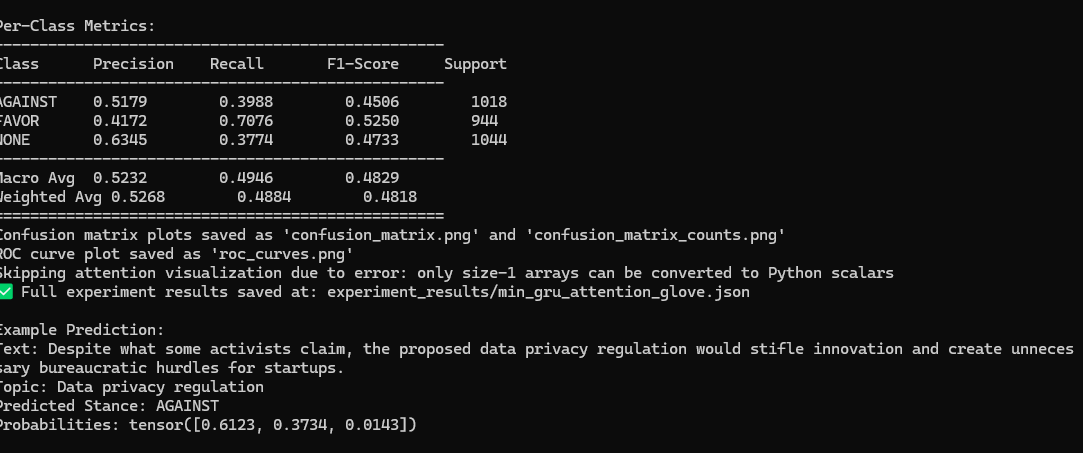 Per-Class Metrics:
--------------------------------------------------
Class Precision Recall F1-Score Support
--------------------------------------------------
AGAINST 0.5179 0.3988 0.4506 1018
FAVOR 0.4172 0.7076 0.5250 944
NONE 0.6345 0.3774 0.4733 1044
--------------------------------------------------
Macro Avg 0.5232 0.4946 0.4829
Weighted Avg 0.5268 0.4884 0.4818
==================================================
Confusion matrix plots saved as 'confusion_matrix.png' and 'confusion_matrix_counts.png'
ROC curve plot saved as 'roc_curves.png'
Skipping attention visualization due to error: only size-1 arrays can be converted to Python scalars
✅ Full experiment results saved at: experiment_results/min_gru_attention_glove.json
Example Prediction:
Text: Despite what some activists claim, the proposed data privacy regulation would stifle innovation and create unneces
sary bureaucratic hurdles for startups.
Topic: Data privacy regulation
Predicted Stance: AGAINST
Probabilities: tensor([0.6123, 0.3734, 0.0143])